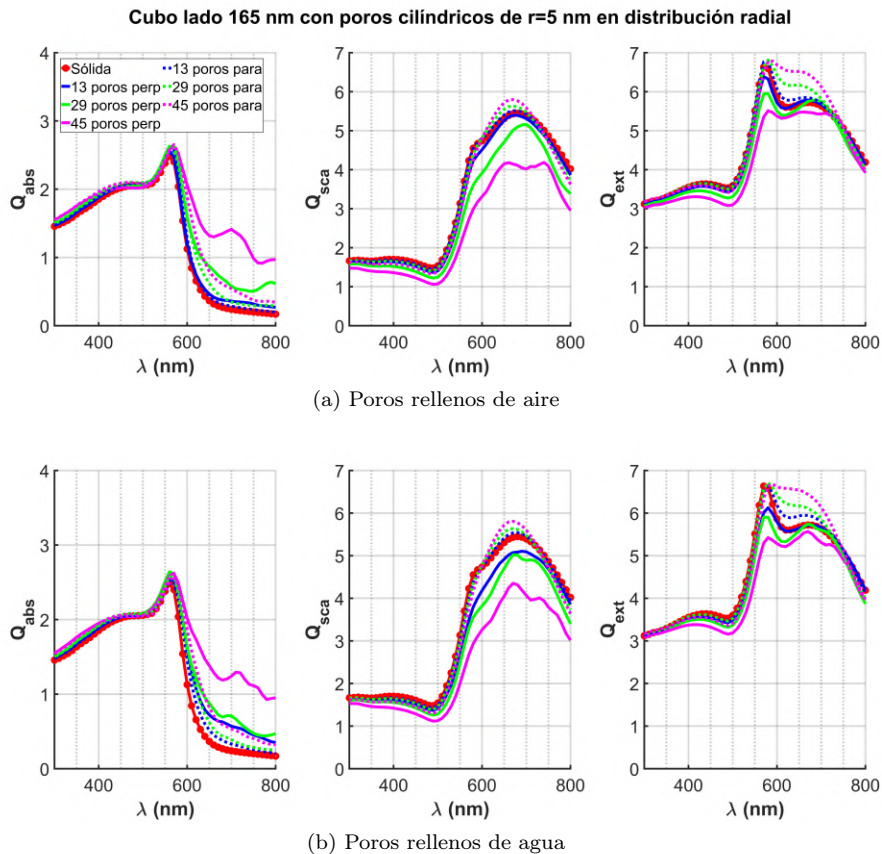 Cubo lado 165 nm con poros cilíndricos de r=5 nm en distribución radial
4
3
2
1
0
Q_abs
Sólida
13 poros para
13 poros perp
29 poros para
29 poros perp
45 poros para
45 poros perp
400 600 800
λ (nm)
7
6
5
4
3
2
1
0
Q_sca
400 600 800
λ (nm)
7
6
5
4
3
2
1
0
Q_ext
400 600 800
λ (nm)
(a) Poros rellenos de aire
4
3
2
1
0
Q_abs
400 600 800
λ (nm)
7
6
5
4
3
2
1
0
Q_sca
400 600 800
λ (nm)
7
6
5
4
3
2
1
0
Q_ext
400 600 800
λ (nm)
(b) Poros rellenos de agua